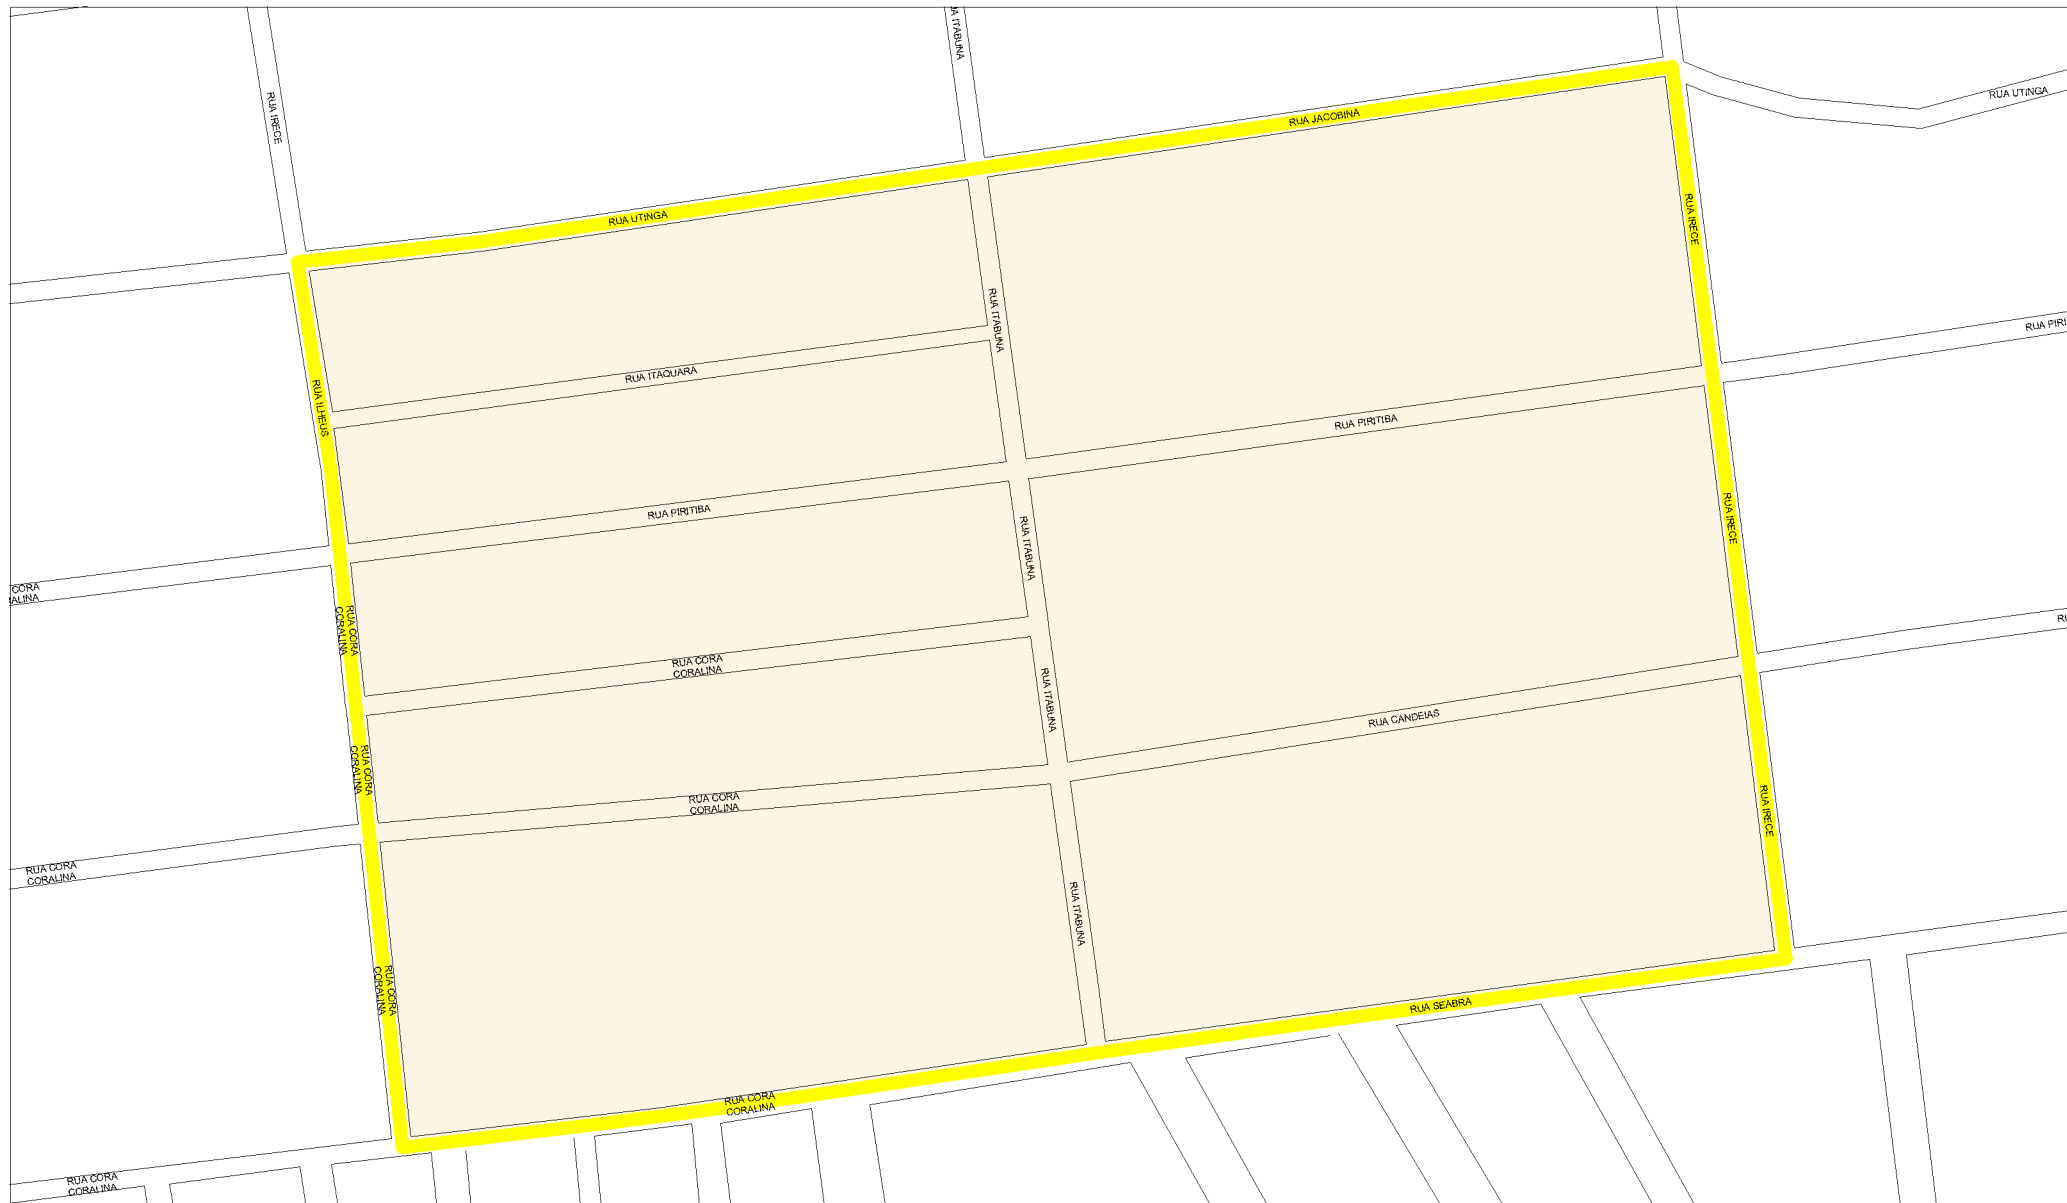 RUA ITABUNA
RUA IRECE
RUA UTINGA
RUA JACOBINA
RUA UTINGA
RUA IRECE
RUA ITABUNA
RUA PIRI
RUA ITAQUARA
RUA ILHEUS
RUA PIRITIBA
RUA PIRITIBA
RUA IRECE
RUA ITABUNA
CORA
ALINA
RUA CORA
CORALINA
RUA CORA
CORALINA
RU
RUA ITABUNA
RUA CANDEIAS
RUA CORA
CORALINA
RUA CORA
CORALINA
RUA IRECE
RUA CORA
CORALINA
RUA ITABUNA
RUA CORA
CORALINA
RUA SEABRA
RUA CORA
CORALINA
RUA CORA
CORALINA